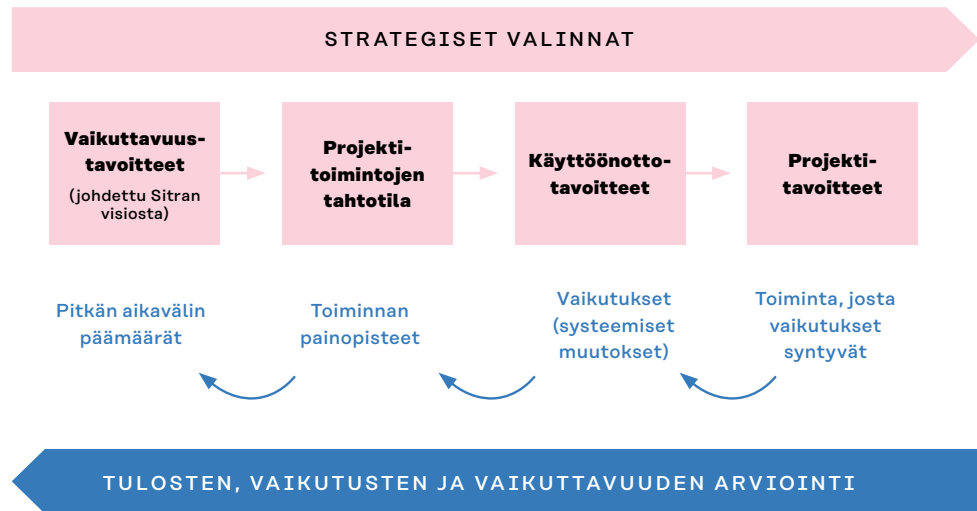 STRATEGISET VALINNAT
Vaikuttavuus-
tavoitteet
(johdettu Sitran
visiosta)
Projekti-
toimintojen
tahtotila
Käyttöönotto-
tavoitteet
Projekti-
tavoitteet
Pitkän aikavälin
päämäärät
Toiminnan
painopisteet
Vaikutukset
(systeemiset
muutokset)
Toiminta, josta
vaikutukset
syntyvät
TULOSTEN, VAIKUTUSTEN JA VAIKUTTAVUUDEN ARVIOINTI